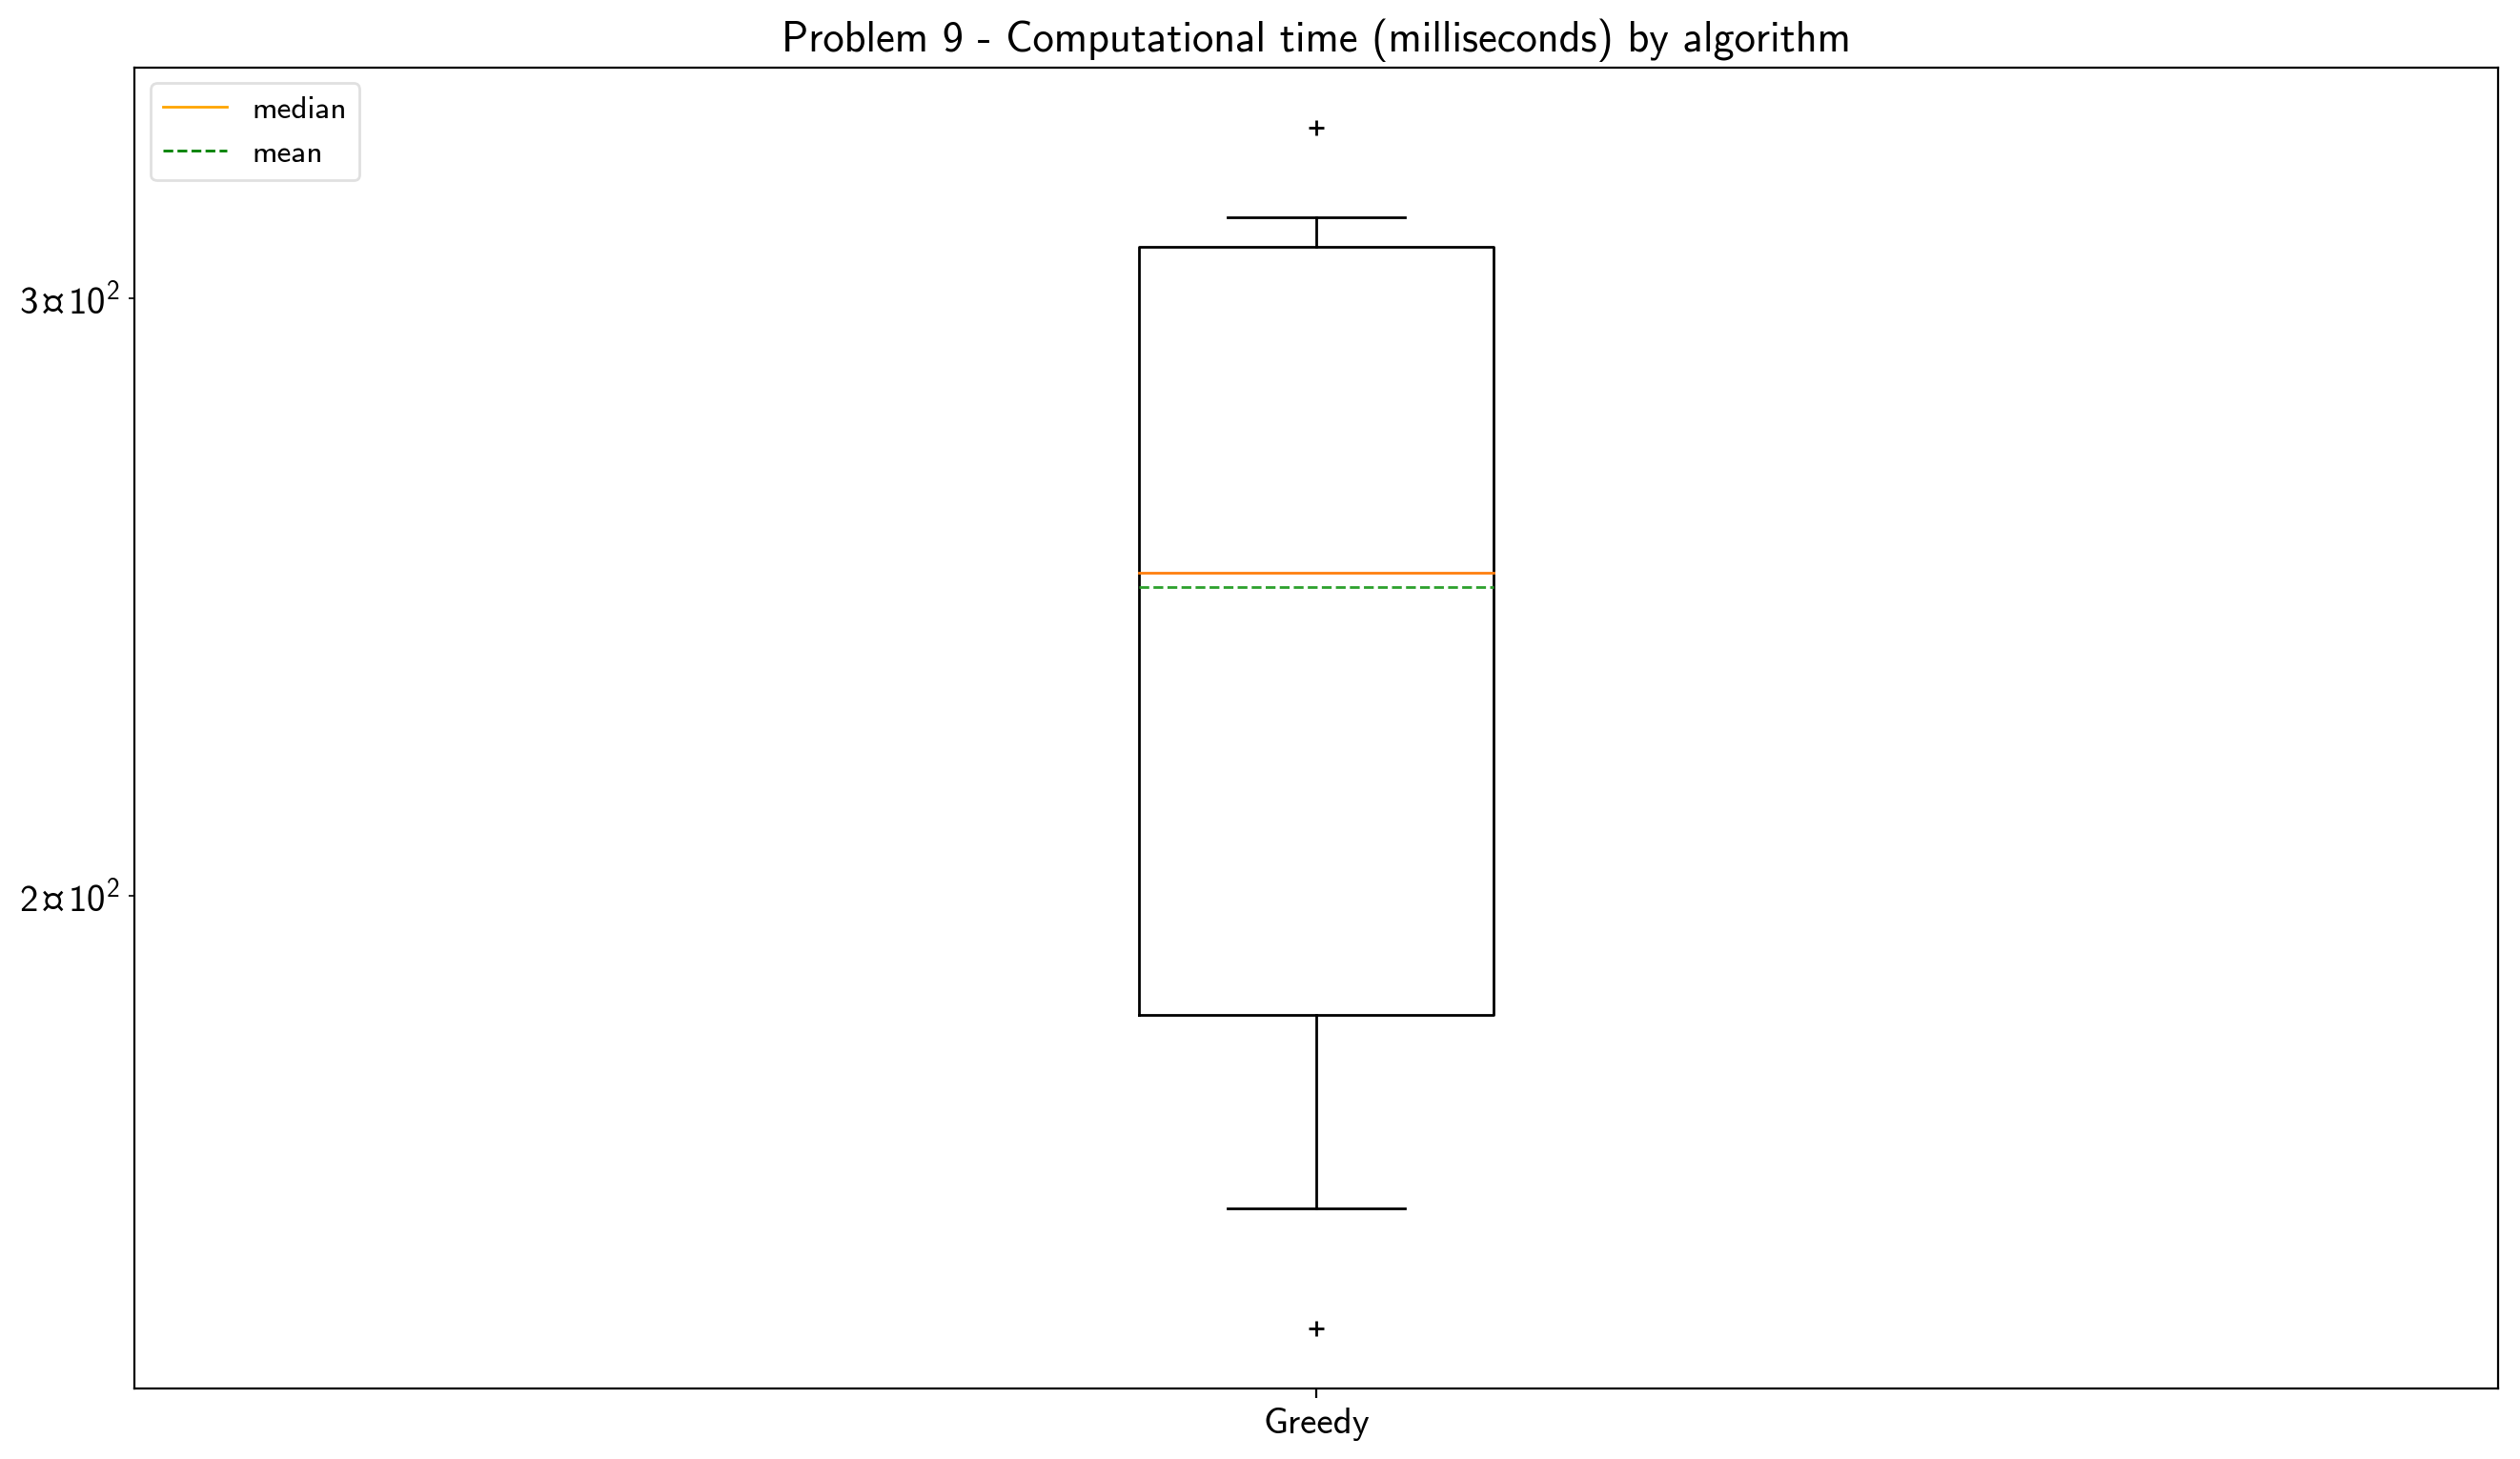 Problem 9 - Computational time (milliseconds) by algorithm
median
mean
3¤10²
2¤10²
Greedy